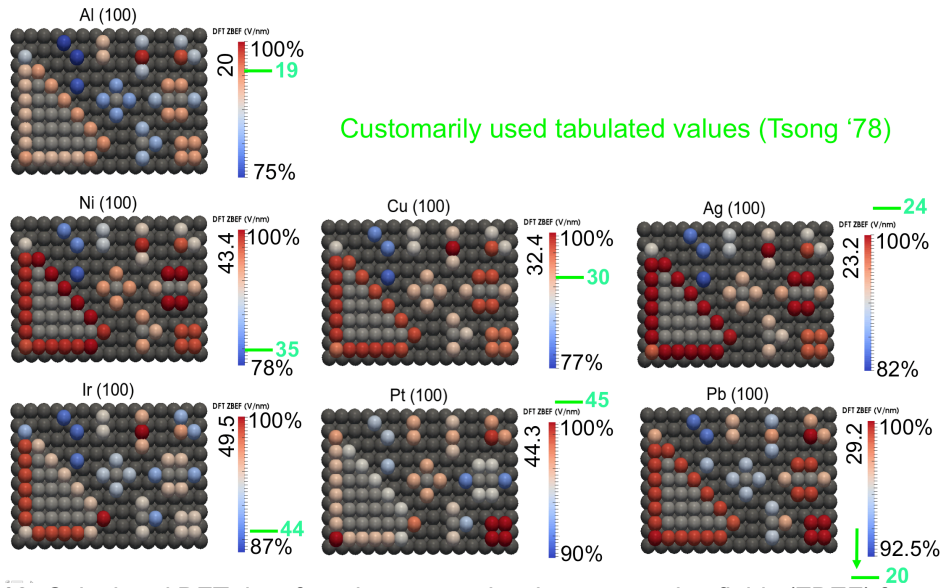 Al (100)
DFT ZBEF (V/nm)
20
100%
19
75%
Customarily used tabulated values (Tsong ‘78)
Ni (100)
DFT ZBEF (V/nm)
43.4
100%
35
78%
Cu (100)
DFT ZBEF (V/nm)
32.4
100%
30
77%
Ag (100)
24
DFT ZBEF (V/nm)
23.2
100%
82%
Ir (100)
DFT ZBEF (V/nm)
49.5
100%
44
87%
Pt (100)
45
DFT ZBEF (V/nm)
44.3
100%
90%
Pb (100)
DFT ZBEF (V/nm)
29.2
100%
92.5%
20